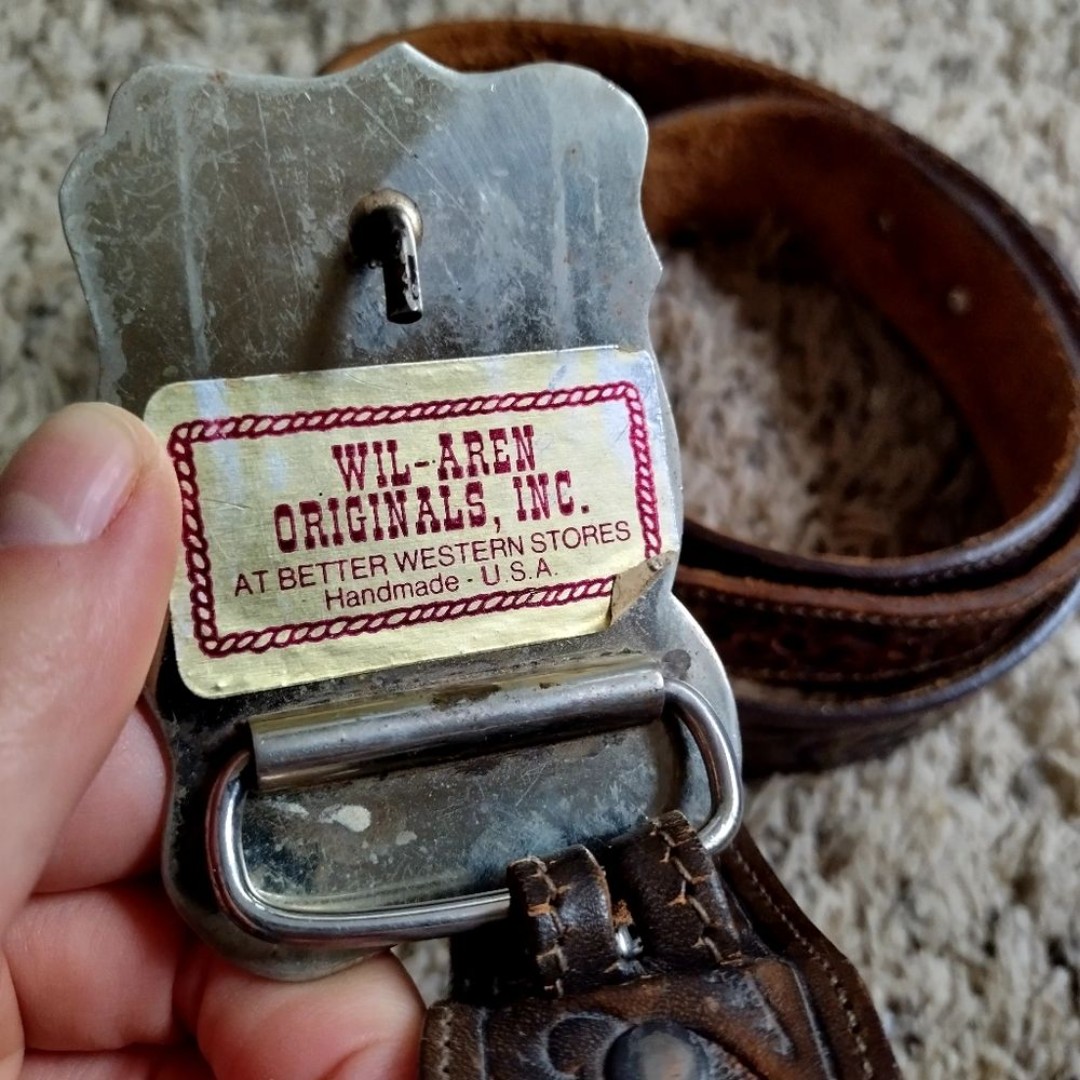 WIL-AREN
ORIGINALS, INC.
AT BETTER WESTERN STORES
Handmade - U.S.A.